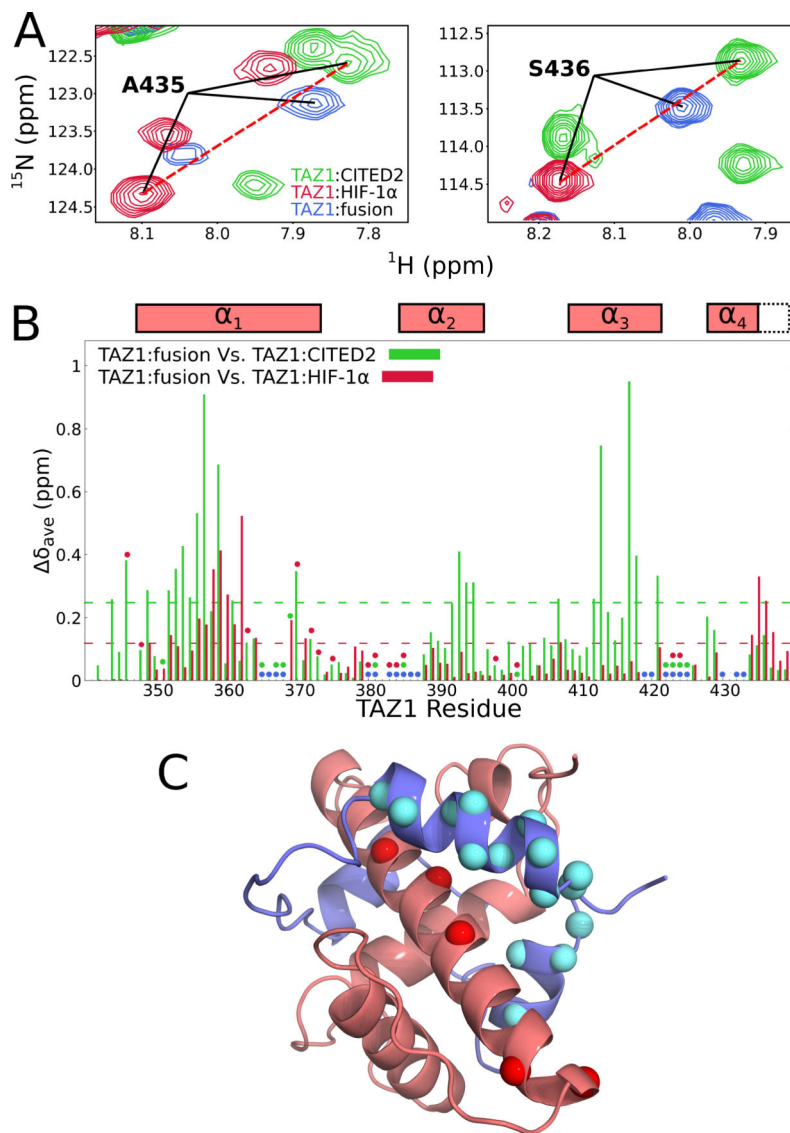 A
122.5
123.0
123.5
124.0
124.5
15N (ppm)
A435
TAZ1:CITED2
TAZ1:HIF-1α
TAZ1:fusion
8.1 8.0 7.9 7.8
112.5
113.0
113.5
114.0
114.5
S436
8.2 8.1 8.0 7.9
1H (ppm)
B
α1 α2 α3 α4
TAZ1:fusion Vs. TAZ1:CITED2
TAZ1:fusion Vs. TAZ1:HIF-1α
1
0.8
0.6
0.4
0.2
0
Δδave (ppm)
350 360 370 380 390 400 410 420 430
TAZ1 Residue
C